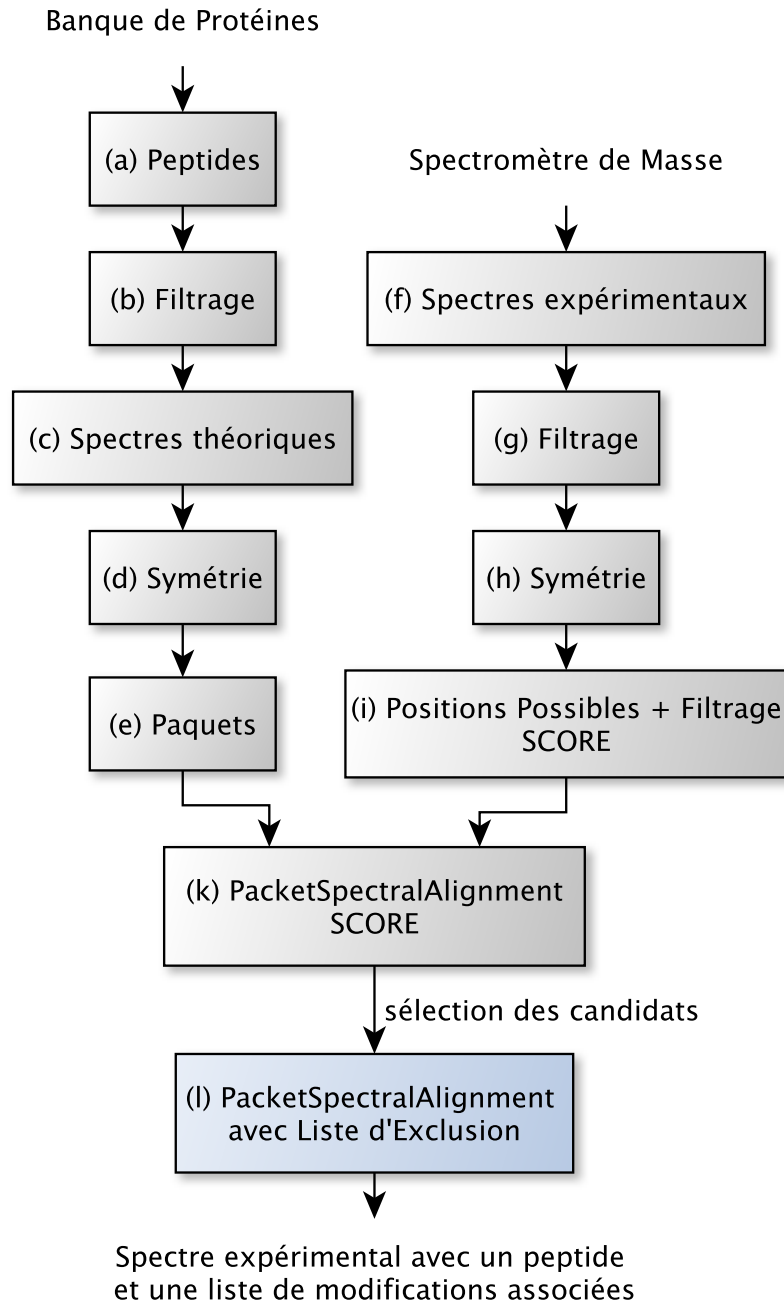 Banque de Protéines
(a) Peptides
Spectromètre de Masse
(b) Filtrage
(f) Spectres expérimentaux
(c) Spectres théoriques
(g) Filtrage
(d) Symétrie
(h) Symétrie
(e) Paquets
(i) Positions Possibles + Filtrage
SCORE
(k) PacketSpectralAlignment
SCORE
sélection des candidats
(l) PacketSpectralAlignment
avec Liste d'Exclusion
Spectre expérimental avec un peptide
et une liste de modifications associées